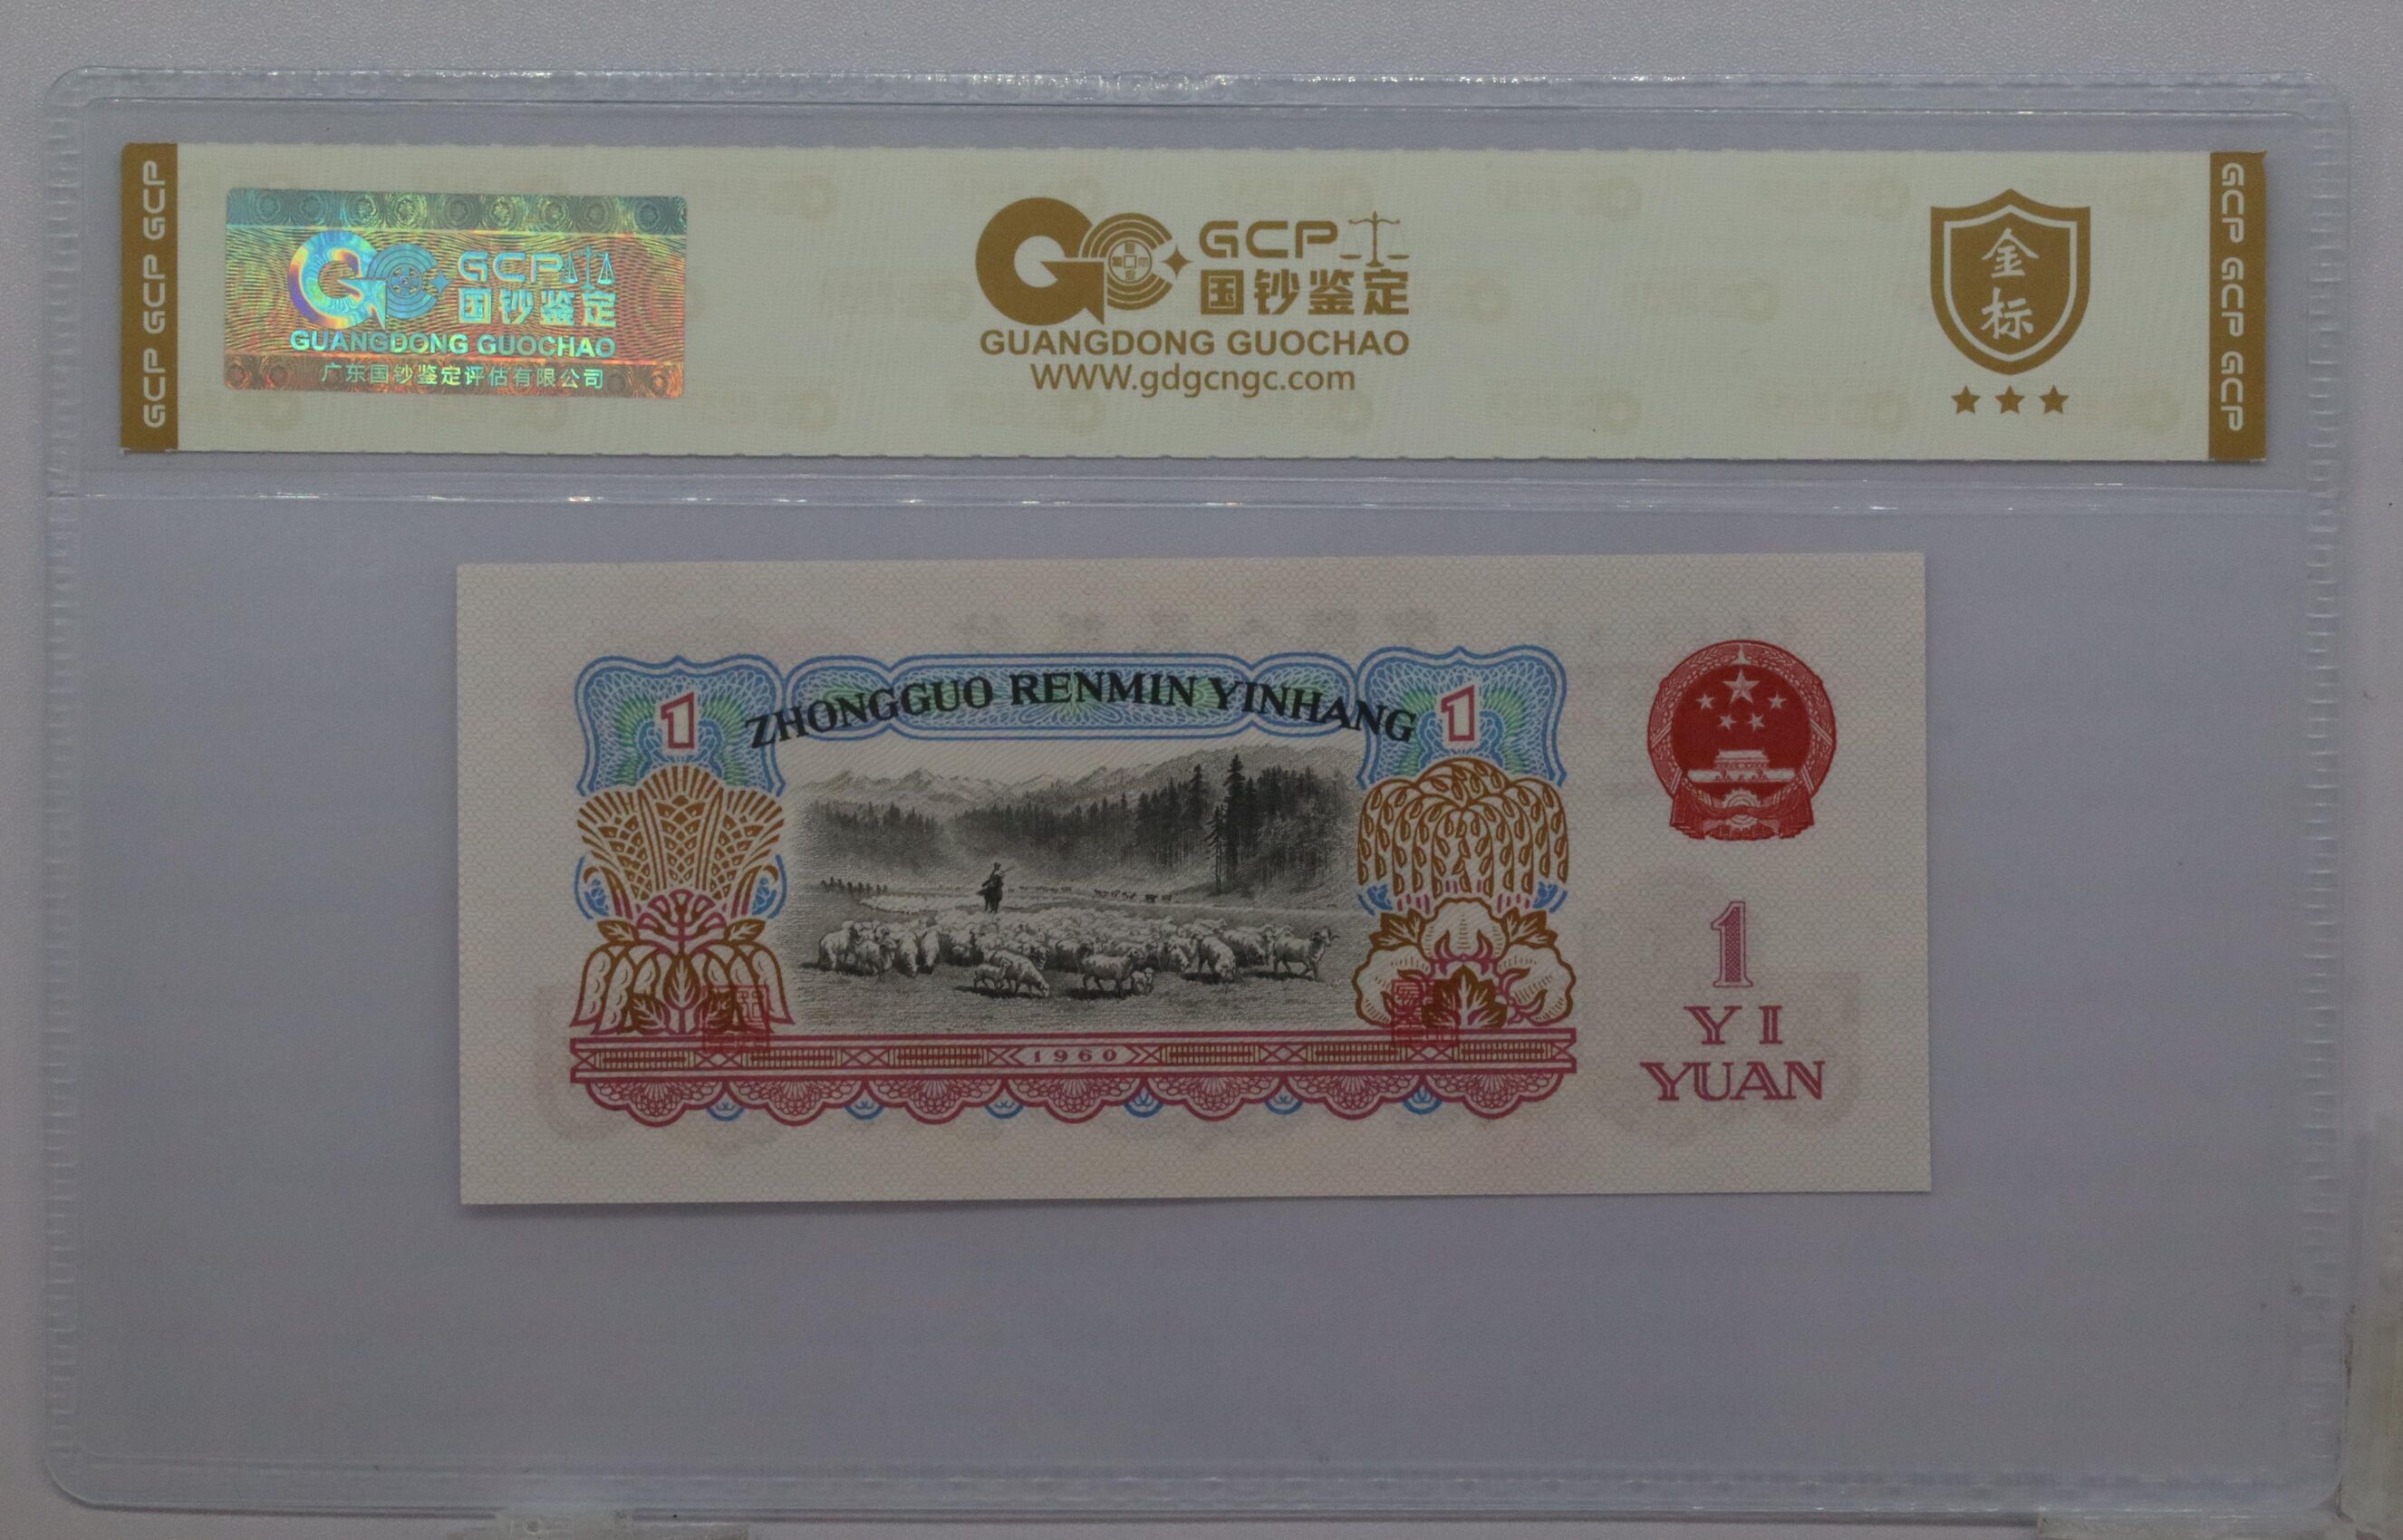 GCP GCP GCP
GCP
国钞鉴定
GUANGDONG GUOCHAO
广东国钞鉴定评估有限公司
GCP
国钞鉴定
GUANGDONG GUOCHAO
WWW.gdgcngc.com
金
标
GCP GCP GCP
1
ZHONGGUO RENMIN YINHANG
1
1960
1
YI
YUAN